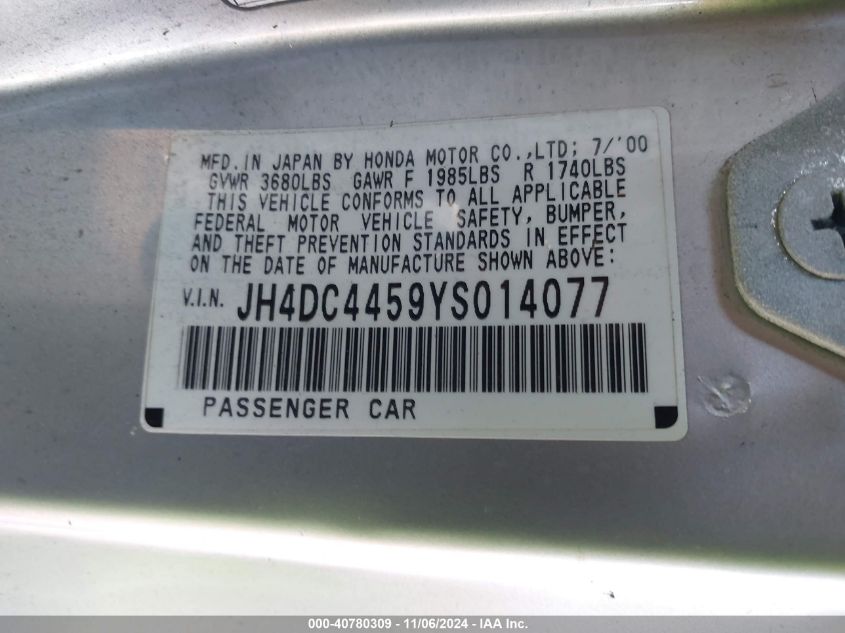 MFD. IN JAPAN BY HONDA MOTOR CO., LTD; 7/'00
GVWR 3680LBS GAWR F 1985LBS R 1740LBS
THIS VEHICLE CONFORMS TO ALL APPLICABLE
FEDERAL MOTOR VEHICLE SAFETY, BUMPER,
AND THEFT PREVENTION STANDARDS IN EFFECT
ON THE DATE OF MANUFACTURE SHOWN ABOVE:
V.I.N. JH4DC4459YS014077
PASSENGER CAR
000-40780309 - 11/06/2024 - IAA Inc.